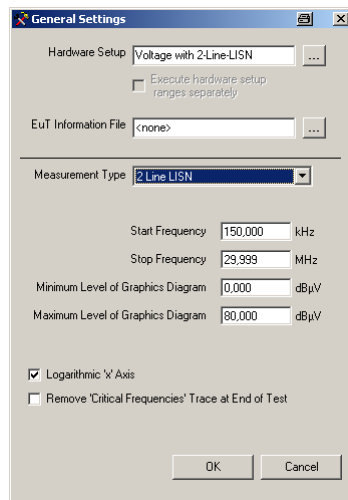 General Settings
Hardware Setup Voltage with 2-Line-LISN ...
Execute hardware setup
ranges separately
EuT Information File <none> ...
Measurement Type 2 Line LISN
Start Frequency 150,000 kHz
Stop Frequency 29,999 MHz
Minimum Level of Graphics Diagram 0,000 dBµV
Maximum Level of Graphics Diagram 80,000 dBµV
Logarithmic 'x' Axis
Remove 'Critical Frequencies' Trace at End of Test
OK Cancel